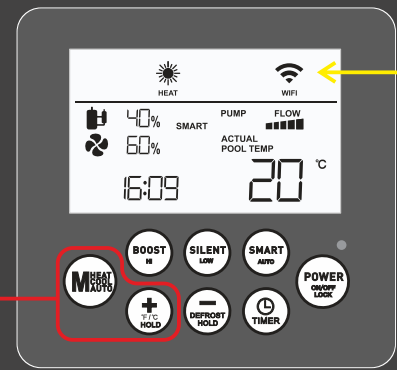 HEAT WIFI
40% SMART PUMP FLOW
60% ACTUAL
POOL TEMP
16:09 20 °C
BOOST
HI
SILENT
LOW
SMART
AUTO
M HEAT
COOL
AUTO
POWER
ON/OFF
LOCK
+
°F/°C
HOLD
−
DEFROST
HOLD
TIMER